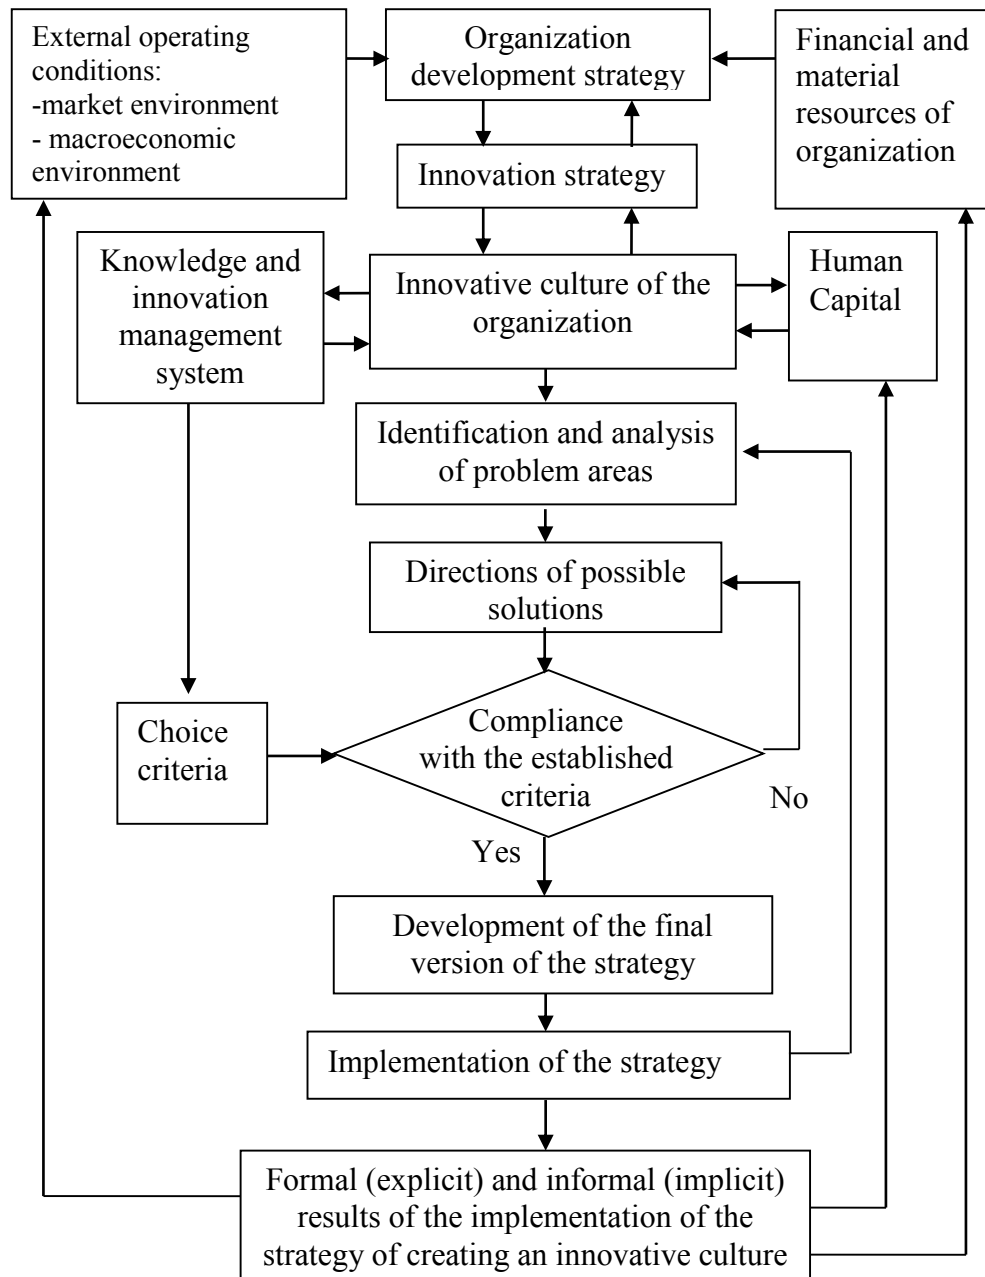 External operating
conditions:
-market environment
- macroeconomic
environment
Organization
development strategy
Financial and
material
resources of
organization
Innovation strategy
Knowledge and
innovation
management
system
Innovative culture of the
organization
Human
Capital
Identification and analysis
of problem areas
Directions of possible
solutions
Choice
criteria
Compliance
with the established
criteria
No
Yes
Development of the final
version of the strategy
Implementation of the strategy
Formal (explicit) and informal (implicit)
results of the implementation of the
strategy of creating an innovative culture